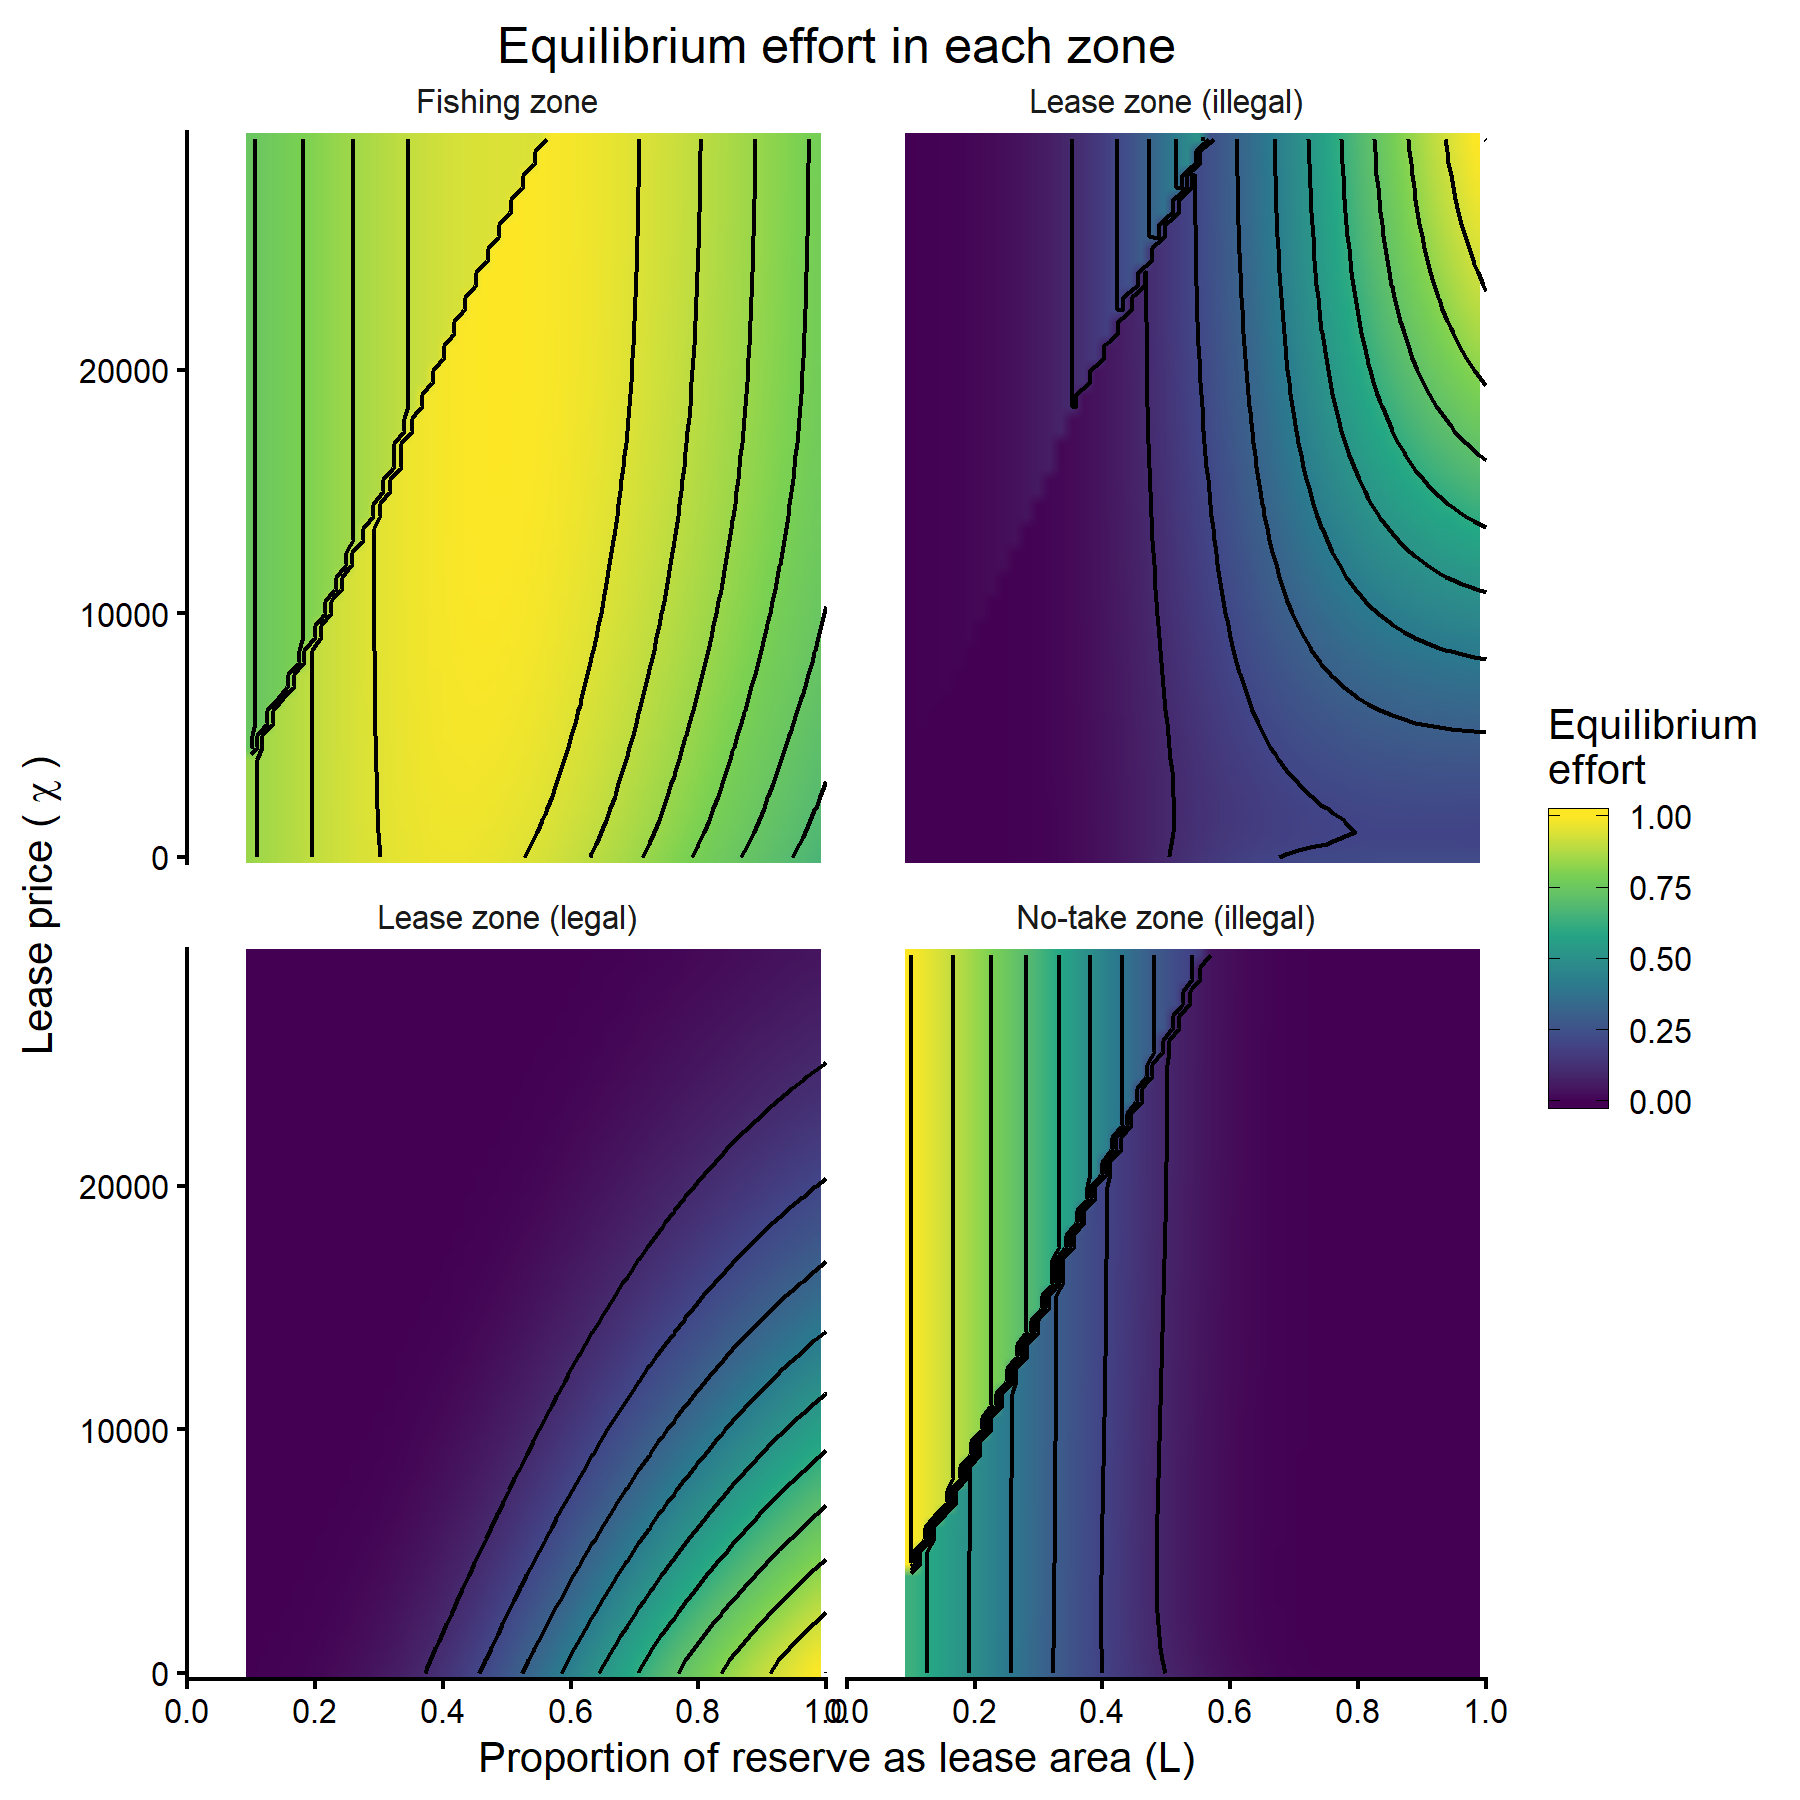 Equilibrium effort in each zone
Fishing zone
Lease zone (illegal)
20000
10000
0
Lease zone (legal)
No-take zone (illegal)
20000
10000
0
0.0 0.2 0.4 0.6 0.8 1.0
0.0 0.2 0.4 0.6 0.8 1.0
Proportion of reserve as lease area (L)
Lease price ( χ )
Equilibrium
effort
1.00
0.75
0.50
0.25
0.00